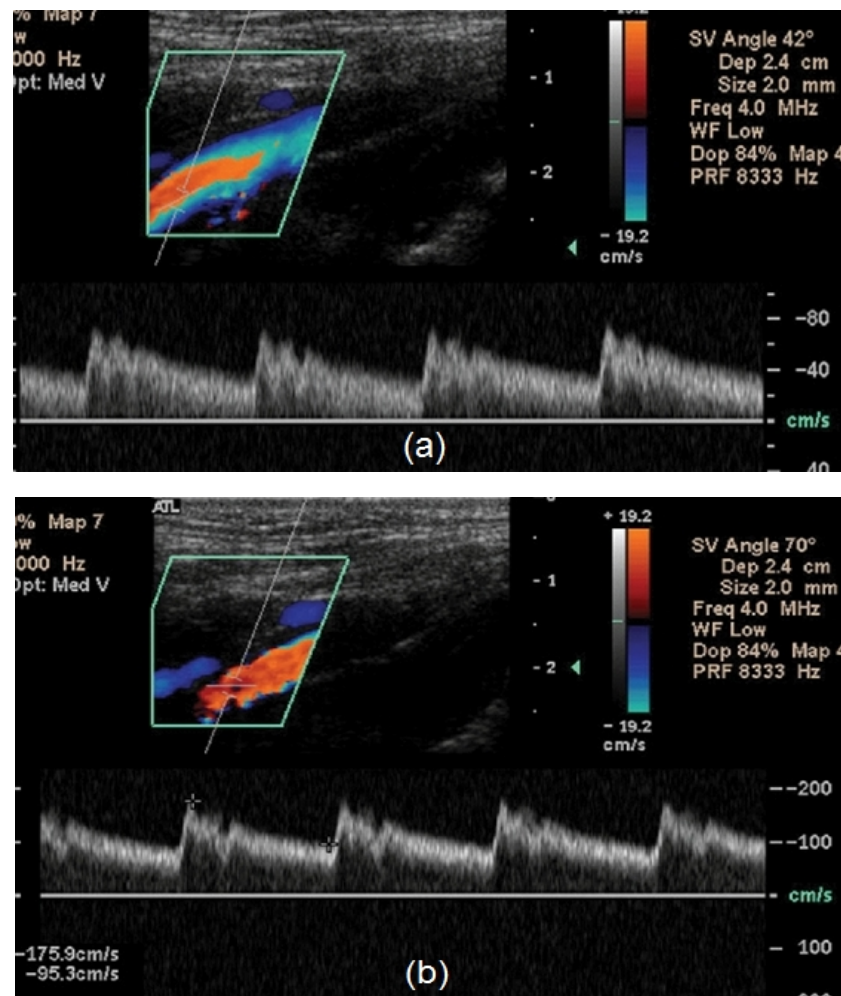 % Map 7
w
000 Hz
Opt: Med V
1
2
- 19.2
cm/s
SV Angle 42°
Dep 2.4 cm
Size 2.0 mm
Freq 4.0 MHz
WF Low
Dop 84% Map 4
PRF 8333 Hz
-80
-40
cm/s
40
(a)
ATL
% Map 7
w
000 Hz
Opt: Med V
1
2
+ 19.2
- 19.2
cm/s
SV Angle 70°
Dep 2.4 cm
Size 2.0 mm
Freq 4.0 MHz
WF Low
Dop 84% Map 4
PRF 8333 Hz
-200
-100
cm/s
100
-175.9cm/s
-95.3cm/s
(b)